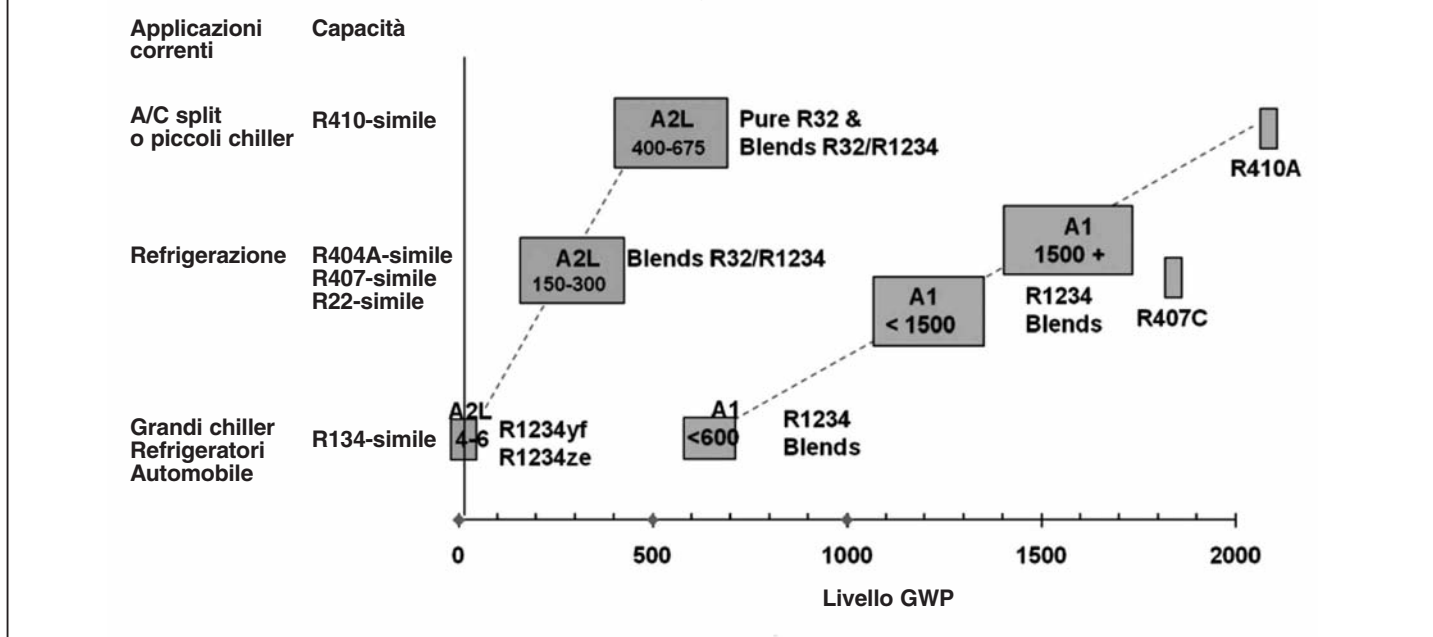 Applicazioni
correnti
Capacità
A/C split
o piccoli chiller
R410-simile
A2L
400-675
Pure R32 &
Blends R32/R1234
R410A
Refrigerazione
R404A-simile
R407-simile
R22-simile
A2L
150-300
Blends R32/R1234
A1
1500 +
R1234
Blends
A1
< 1500
R407C
Grandi chiller
Refrigeratori
Automobile
R134-simile
A2L
4-6
R1234yf
R1234ze
A1
<600
R1234
Blends
0
500
1000
1500
2000
Livello GWP